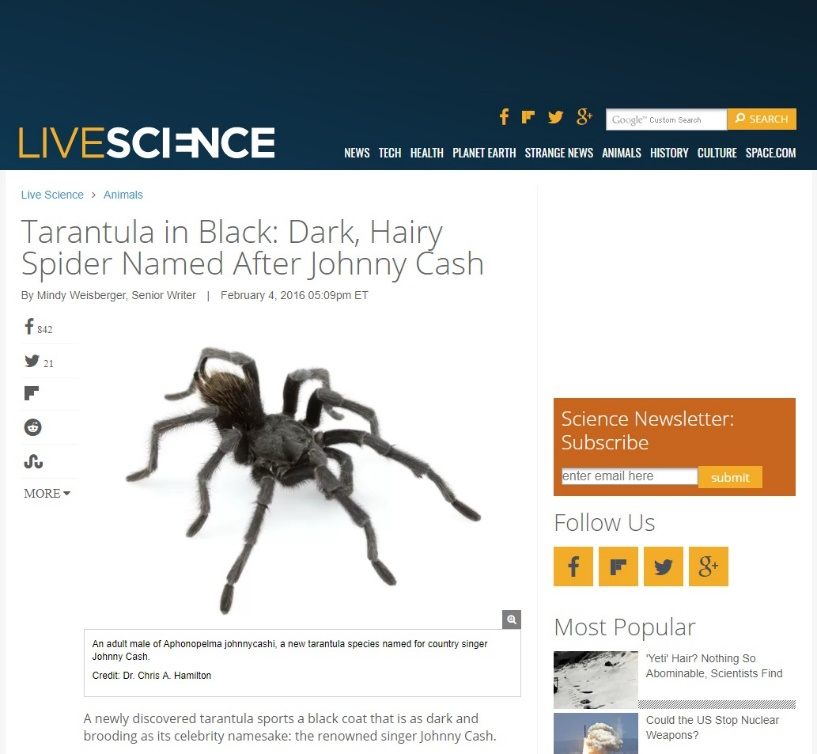 LIVESCIENCE
Google™ Custom Search
SEARCH
NEWS TECH HEALTH PLANET EARTH STRANGE NEWS ANIMALS HISTORY CULTURE SPACE.COM
Live Science > Animals
Tarantula in Black: Dark, Hairy
Spider Named After Johnny Cash
By Mindy Weisberger, Senior Writer | February 4, 2016 05:09pm ET
842
21
MORE
An adult male of Aphonopelma johnnycashi, a new tarantula species named for country singer
Johnny Cash.
Credit: Dr. Chris A. Hamilton
A newly discovered tarantula sports a black coat that is as dark and
brooding as its celebrity namesake: the renowned singer Johnny Cash.
Science Newsletter:
Subscribe
enter email here
submit
Follow Us
Most Popular
'Yeti' Hair? Nothing So
Abominable, Scientists Find
Could the US Stop Nuclear
Weapons?